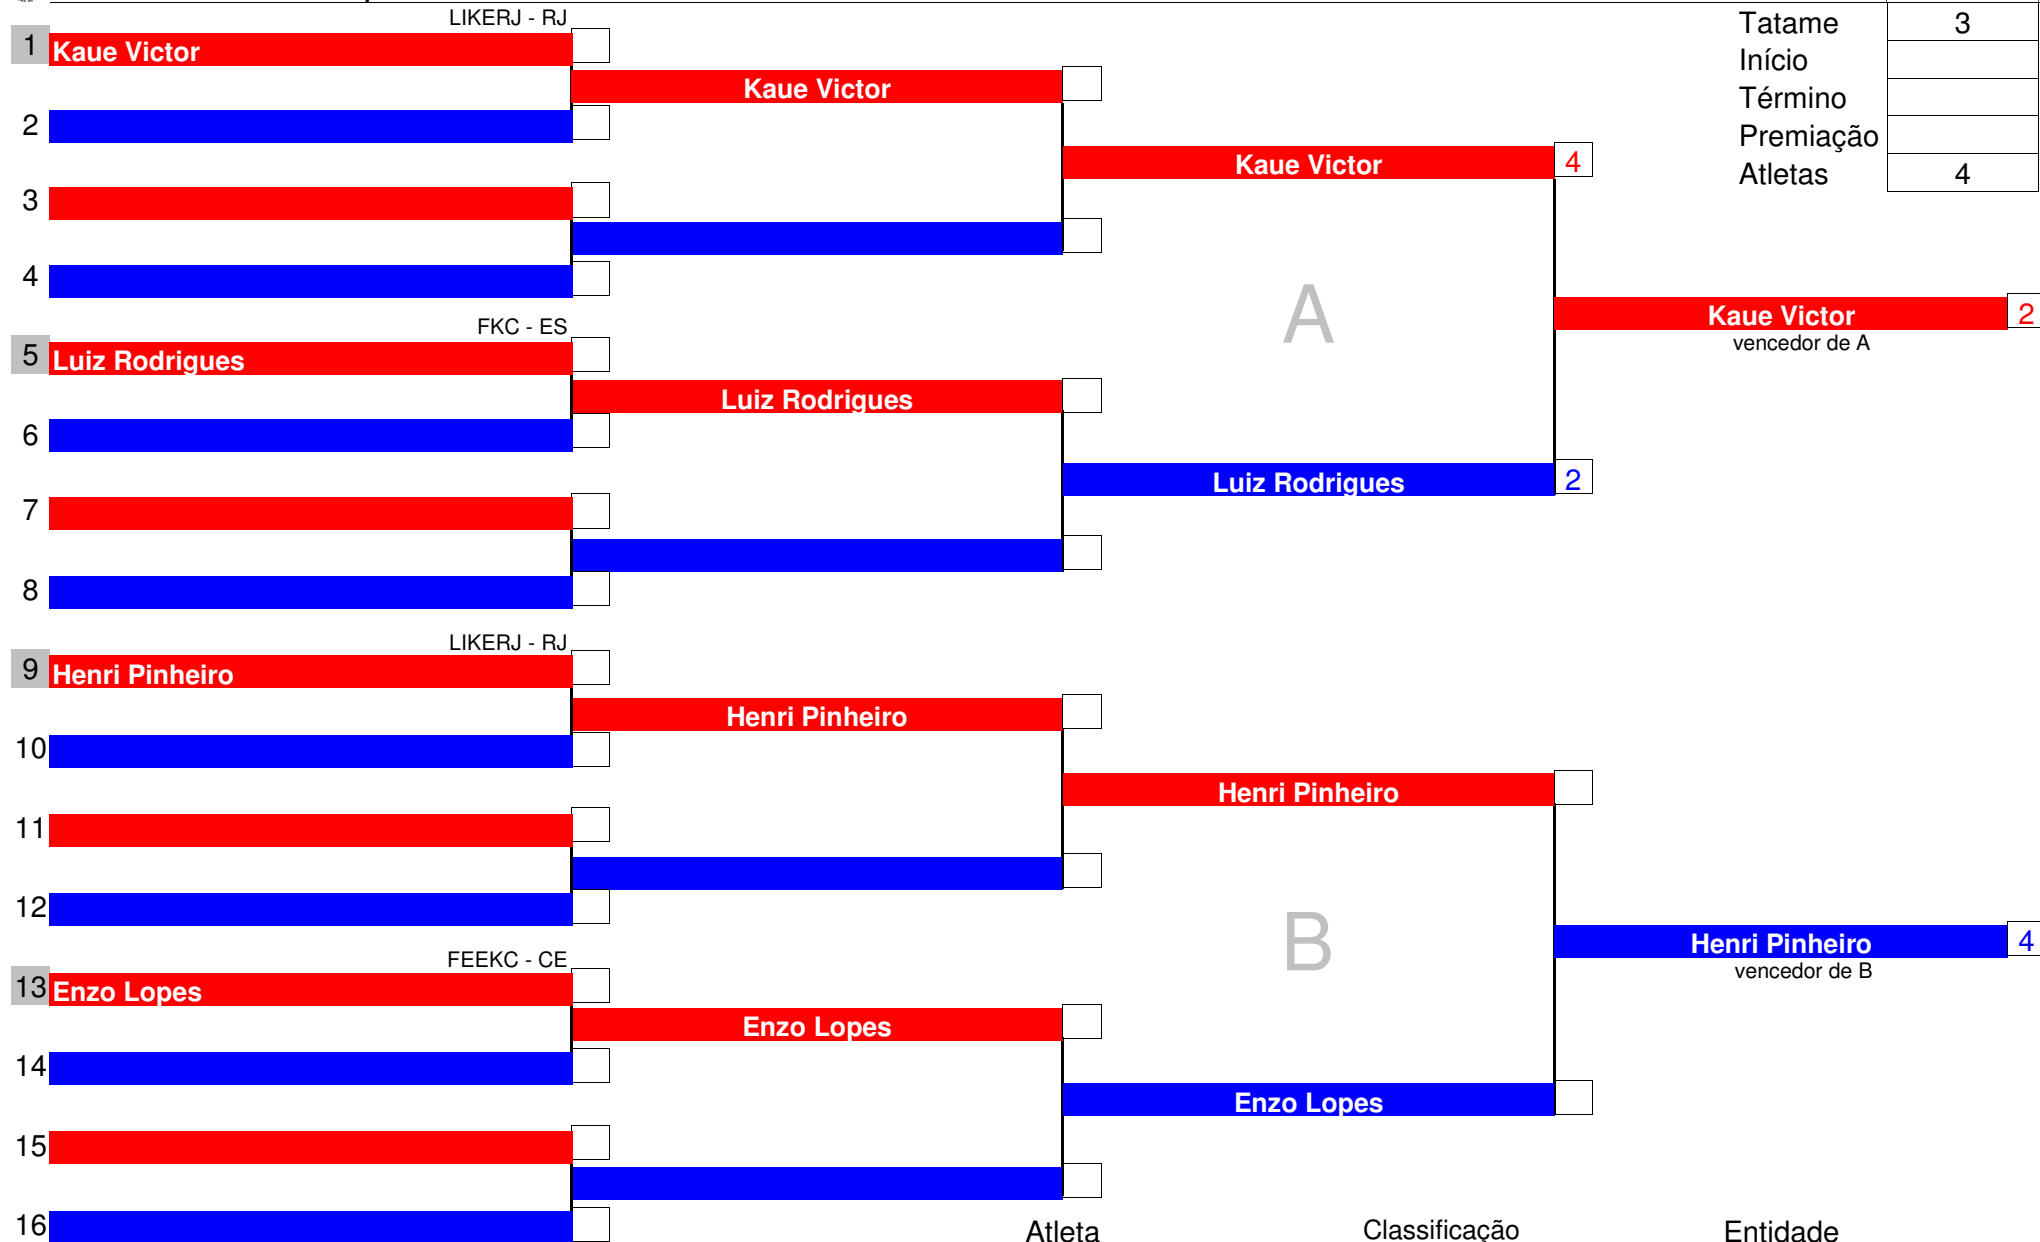 LIKERJ - RJ
Tatame 3
1 Kaue Victor
Início
Kaue Victor
Término
2
Premiação
Kaue Victor 4
Atletas 4
3
4
A
Kaue Victor 2
FKC - ES
vencedor de A
5 Luiz Rodrigues
Luiz Rodrigues
6
Luiz Rodrigues 2
7
8
LIKERJ - RJ
9 Henri Pinheiro
Henri Pinheiro
10
Henri Pinheiro
11
12
B
Henri Pinheiro 4
FEEKC - CE
vencedor de B
13 Enzo Lopes
Enzo Lopes
14
Enzo Lopes
15
16
Atleta Classificação Entidade